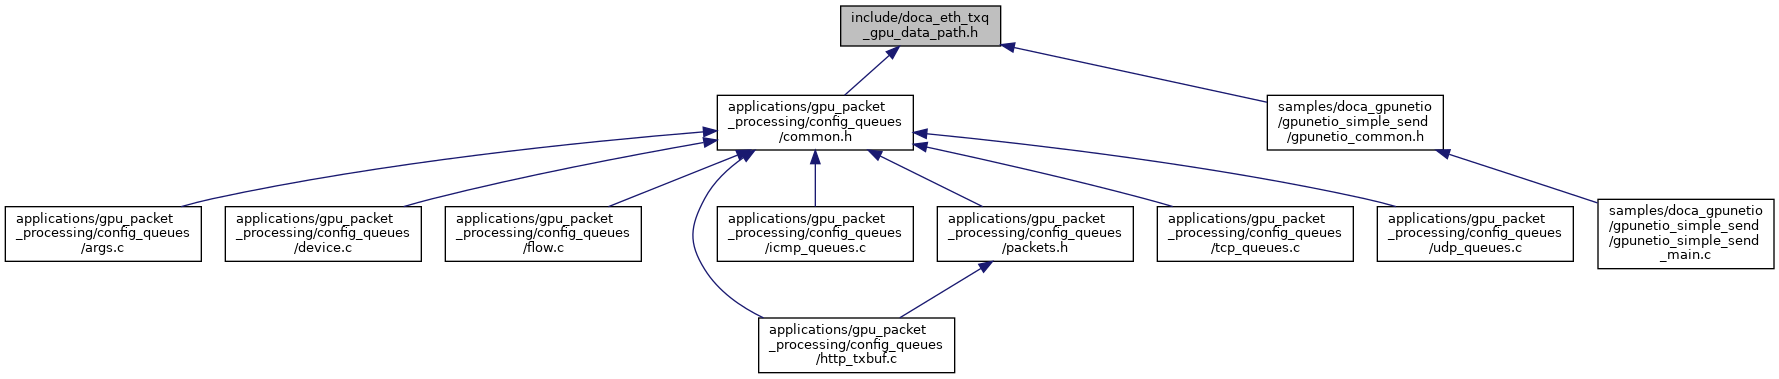 include/doca_eth_txq
_gpu_data_path.h
applications/gpu_packet
_processing/config_queues
/common.h
samples/doca_gpunetio
/gpunetio_simple_send
/gpunetio_common.h
applications/gpu_packet
_processing/config_queues
/args.c
applications/gpu_packet
_processing/config_queues
/device.c
applications/gpu_packet
_processing/config_queues
/flow.c
applications/gpu_packet
_processing/config_queues
/icmp_queues.c
applications/gpu_packet
_processing/config_queues
/packets.h
applications/gpu_packet
_processing/config_queues
/tcp_queues.c
applications/gpu_packet
_processing/config_queues
/udp_queues.c
samples/doca_gpunetio
/gpunetio_simple_send
/gpunetio_simple_send
_main.c
applications/gpu_packet
_processing/config_queues
/http_txbuf.c